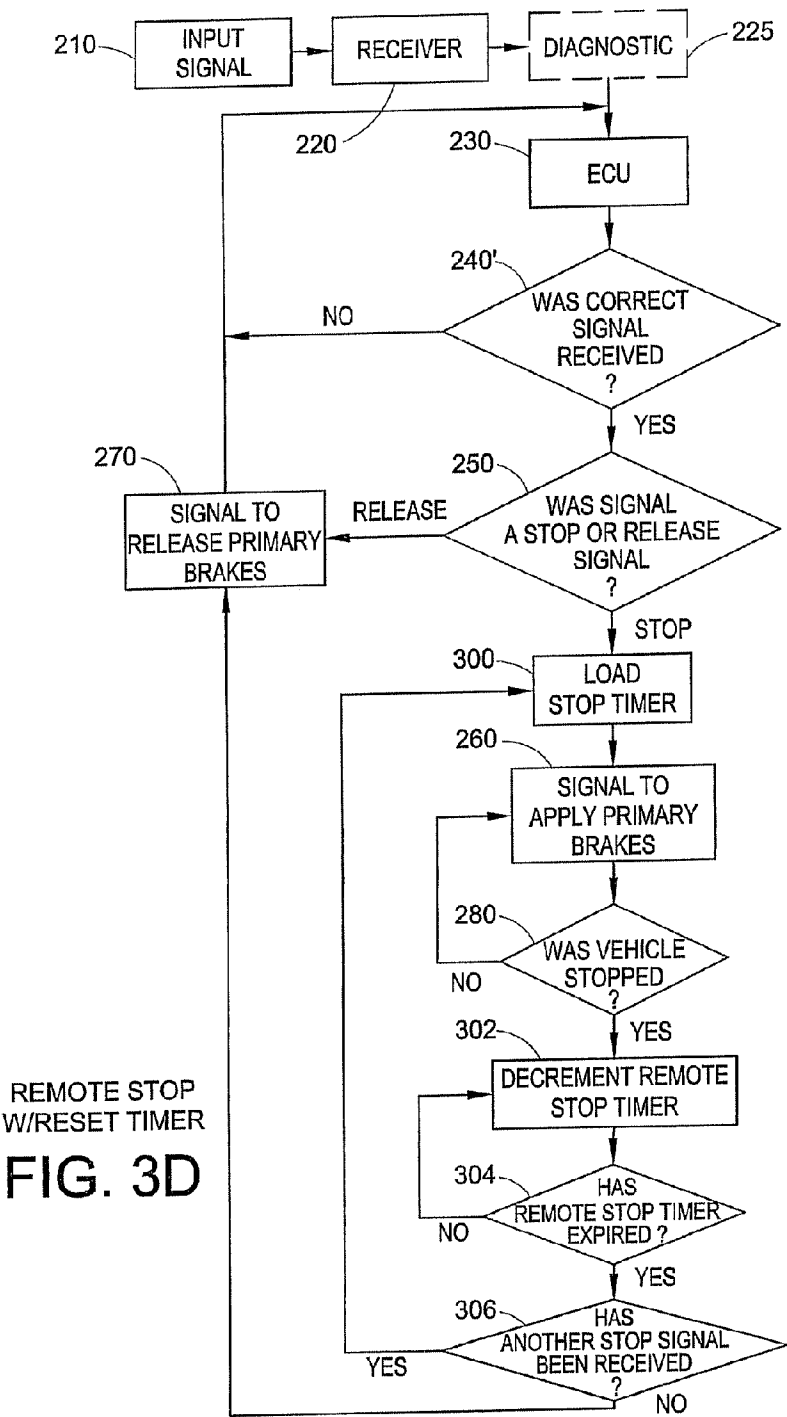 210
INPUT
SIGNAL
RECEIVER
220
DIAGNOSTIC
225
230
ECU
240'
WAS CORRECT
SIGNAL
RECEIVED
?
NO
YES
250
WAS SIGNAL
A STOP OR RELEASE
SIGNAL
?
RELEASE
270
SIGNAL TO
RELEASE PRIMARY
BRAKES
STOP
300
LOAD
STOP TIMER
260
SIGNAL TO
APPLY PRIMARY
BRAKES
280
WAS VEHICLE
STOPPED
?
NO
YES
302
DECREMENT REMOTE
STOP TIMER
304
HAS
REMOTE STOP TIMER
EXPIRED ?
NO
YES
306
HAS
ANOTHER STOP SIGNAL
BEEN RECEIVED
?
YES
NO
REMOTE STOP
W/RESET TIMER
FIG. 3D